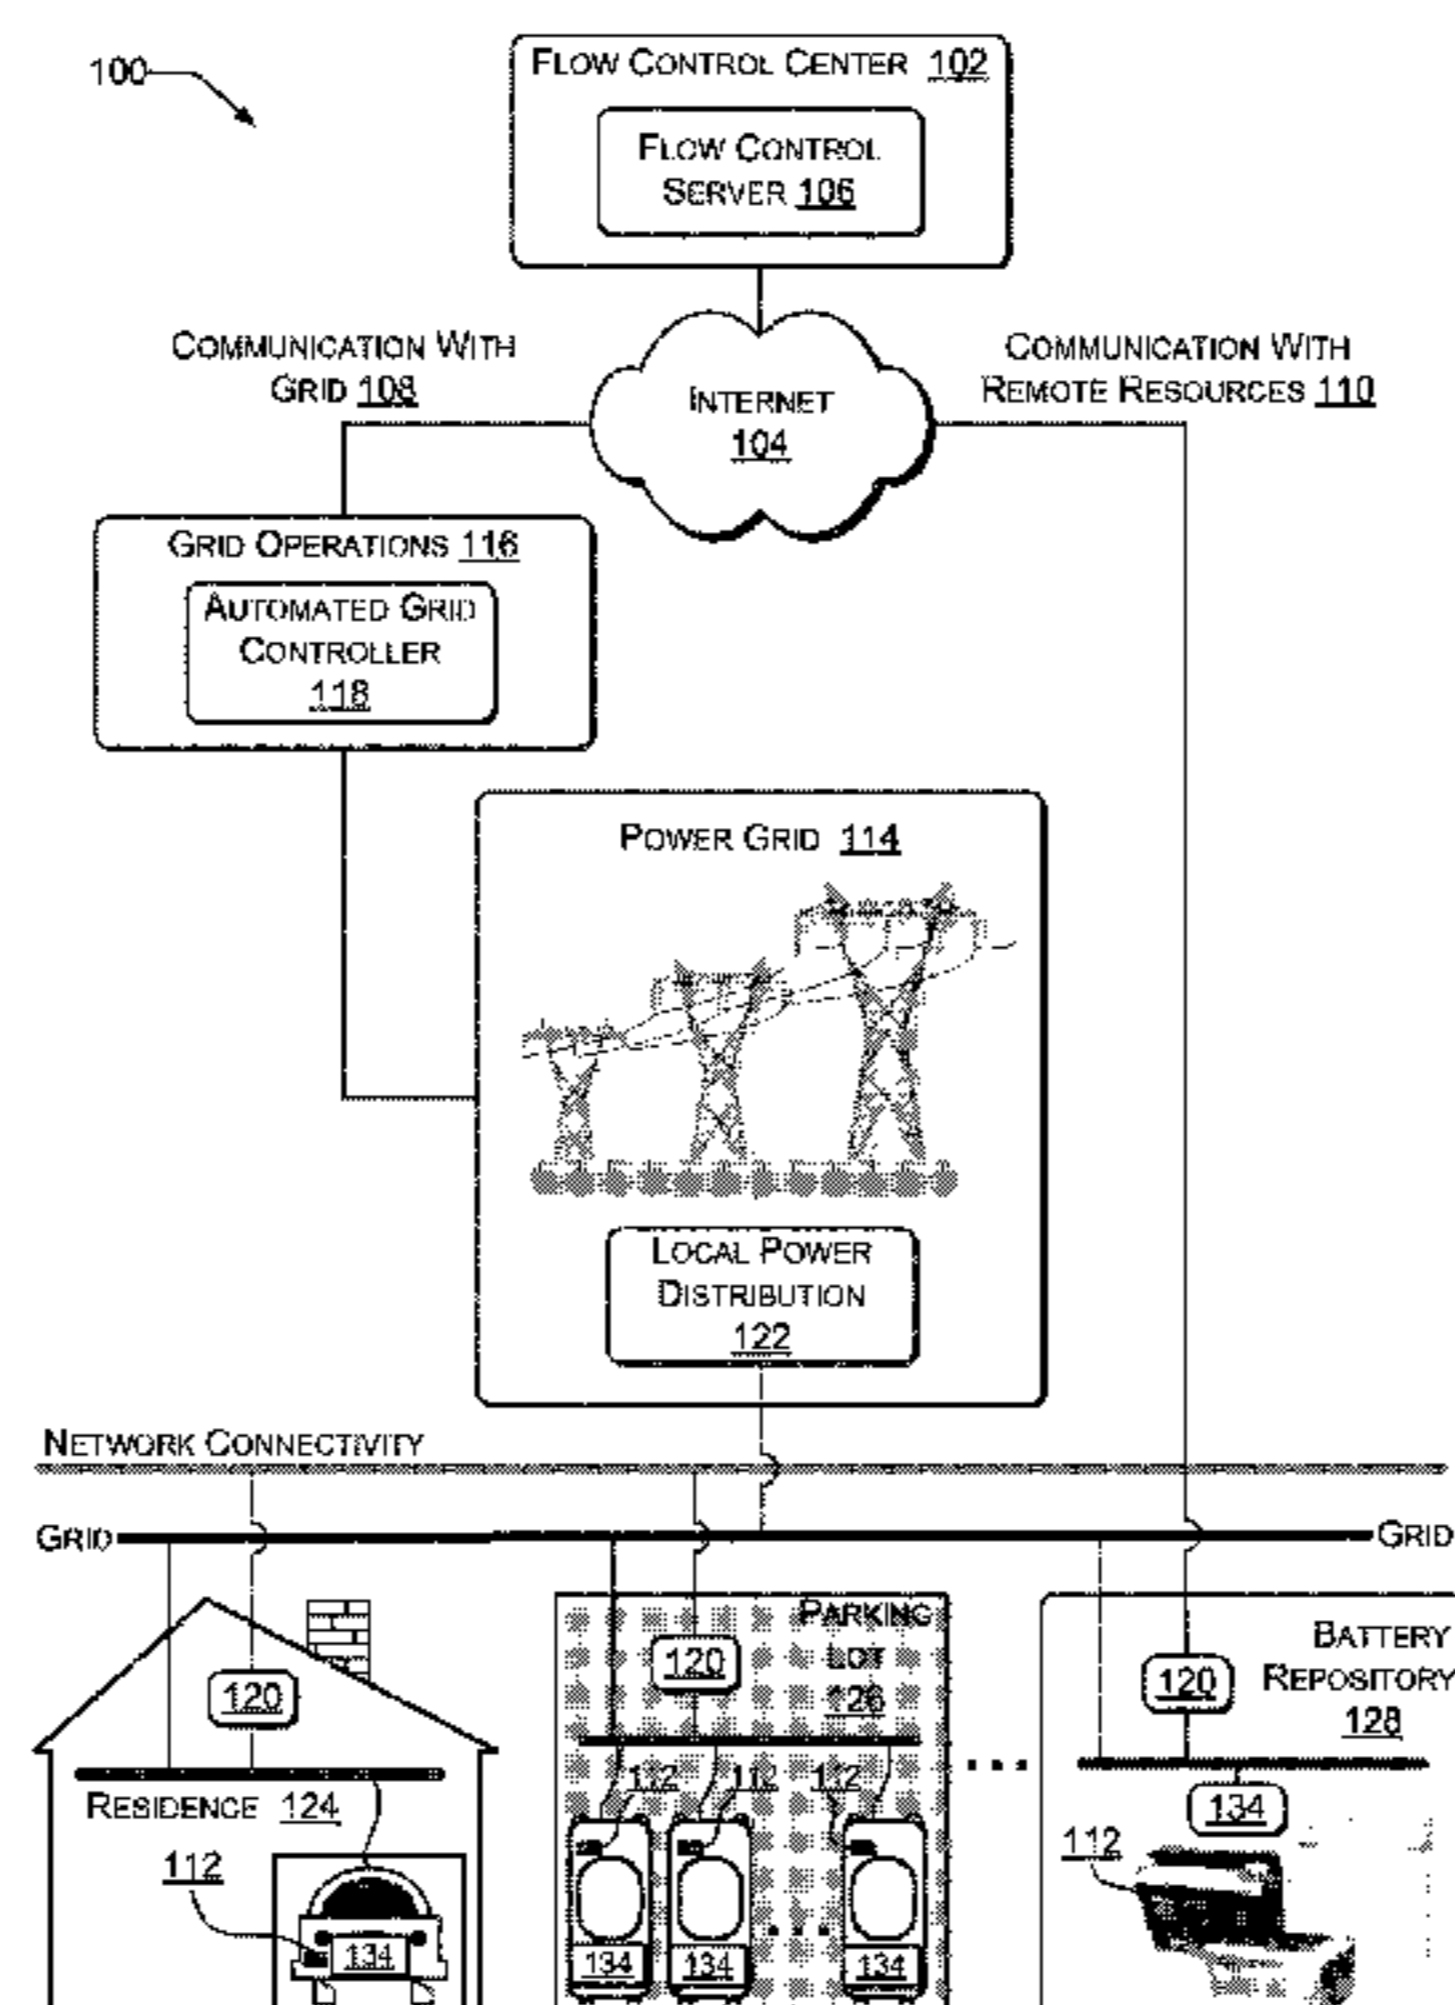 100
FLOW CONTROL CENTER 102
FLOW CONTROL
SERVER 106
COMMUNICATION WITH
GRID 108
INTERNET
104
COMMUNICATION WITH
REMOTE RESOURCES 110
GRID OPERATIONS 116
AUTOMATED GRID
CONTROLLER
118
POWER GRID 114
LOCAL POWER
DISTRIBUTION
122
NETWORK CONNECTIVITY
GRID
GRID
120
RESIDENCE 124
112
134
PARKING
LOT
126
120
112
112
112
134
134
134
BATTERY
REPOSITORY
128
120
134
112